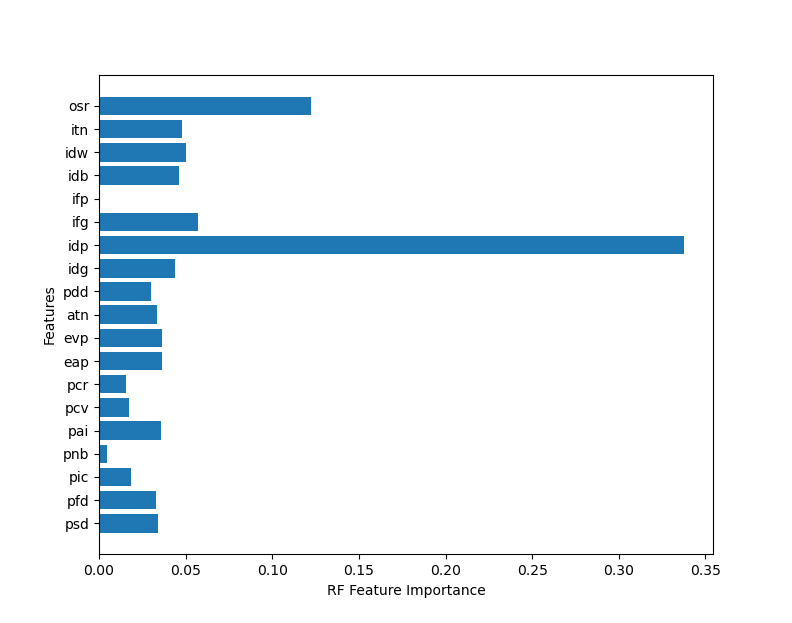 osr
itn
idw
idb
ifp
ifg
idp
idg
pdd
atn
evp
eap
pcr
pcv
pai
pnb
pic
pfd
psd
Features
0.00 0.05 0.10 0.15 0.20 0.25 0.30 0.35
RF Feature Importance